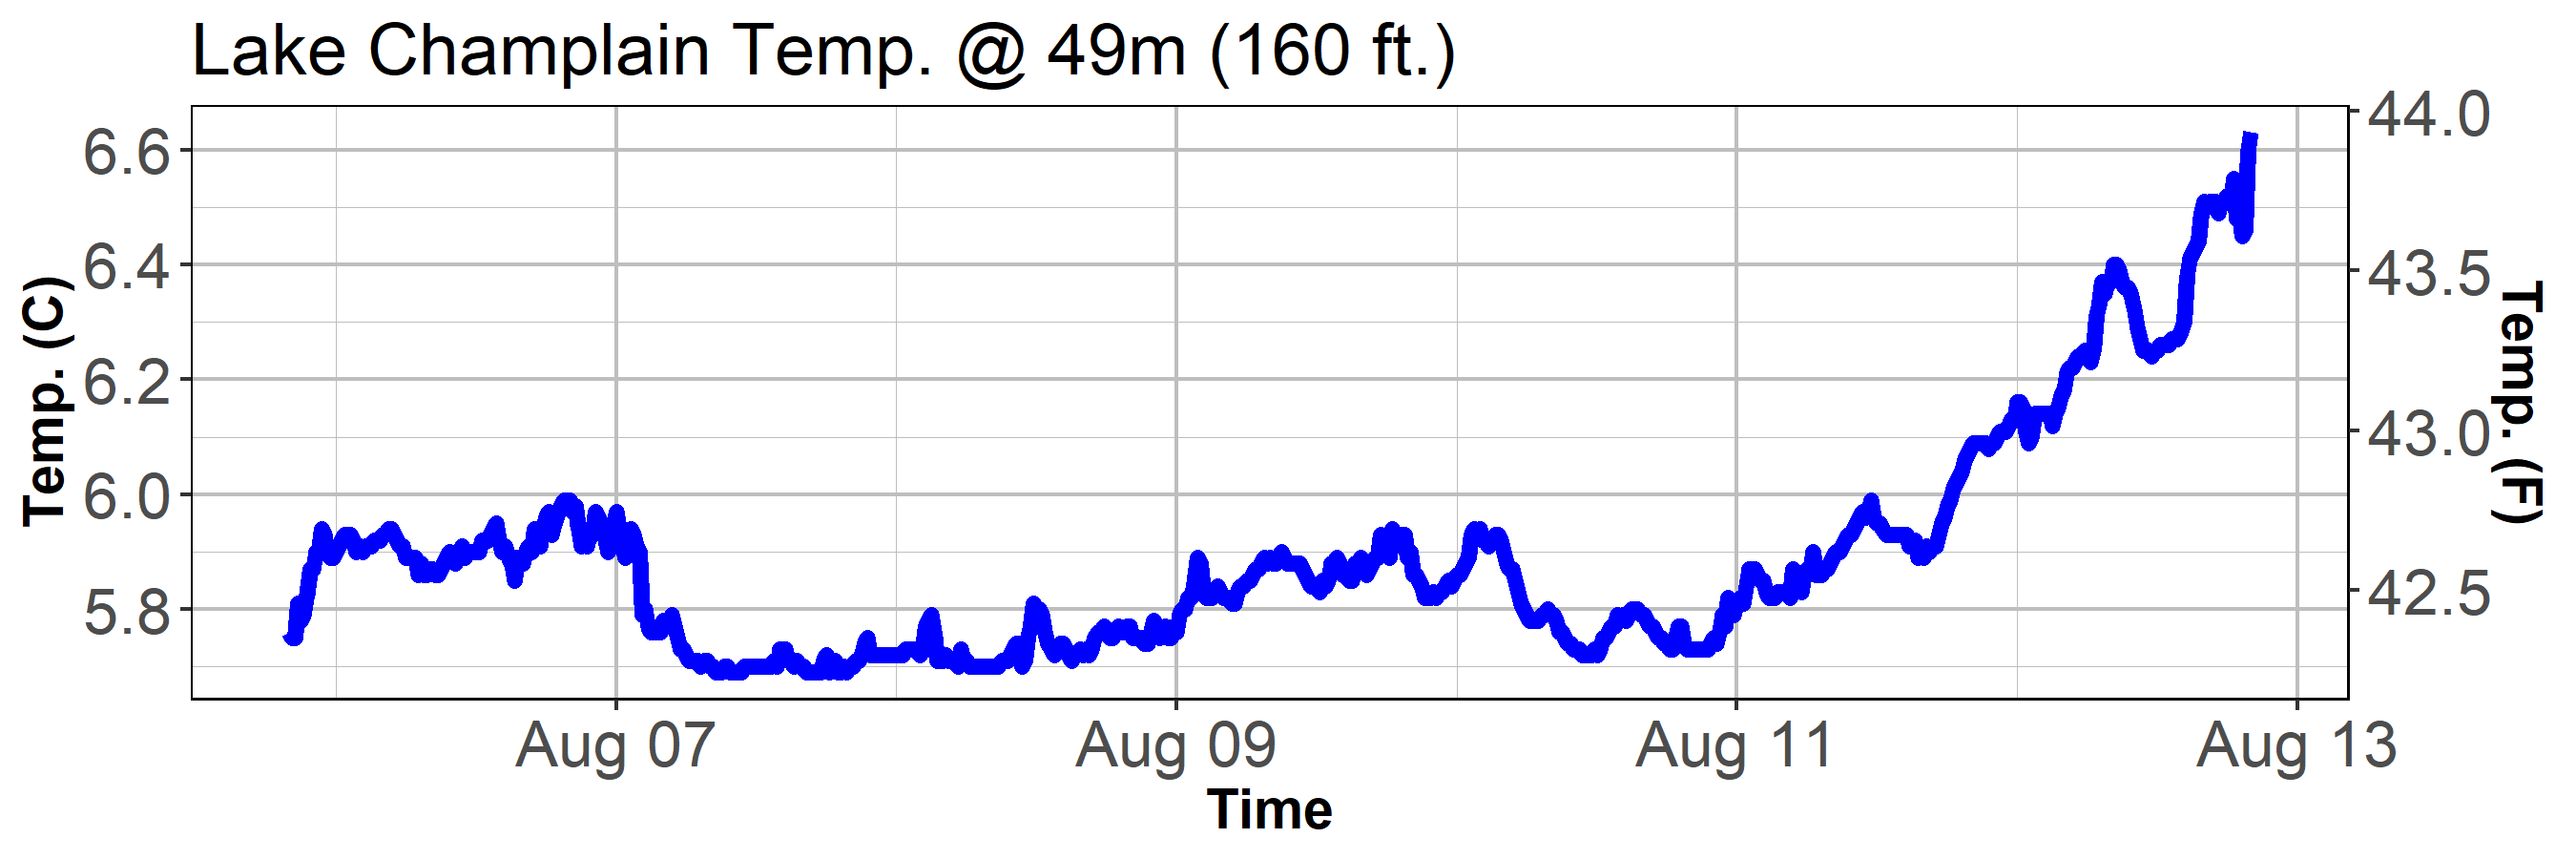 Lake Champlain Temp. @ 49m (160 ft.)
Temp. (C)
6.6
6.4
6.2
6.0
5.8
44.0
43.5
43.0
42.5
Temp. (F)
Aug 07 Aug 09 Aug 11 Aug 13
Time